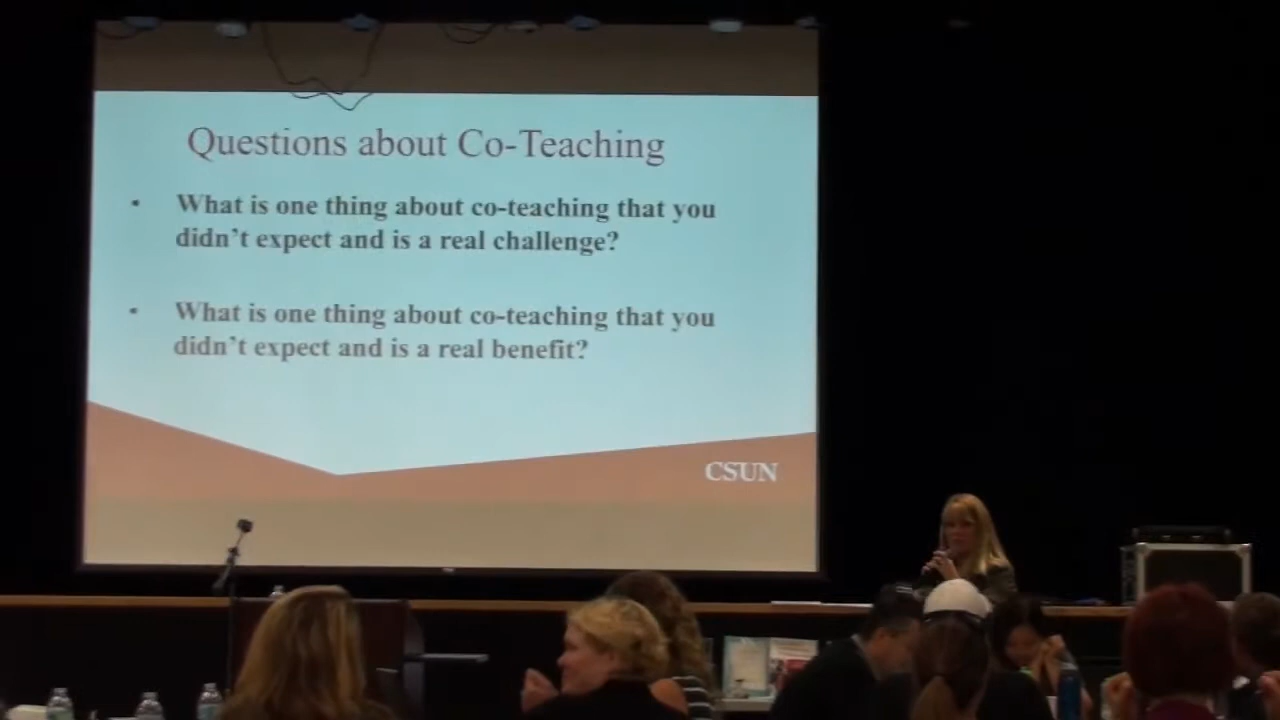 Questions about Co-Teaching
• What is one thing about co-teaching that you
didn't expect and is a real challenge?
• What is one thing about co-teaching that you
didn't expect and is a real benefit?
CSUN